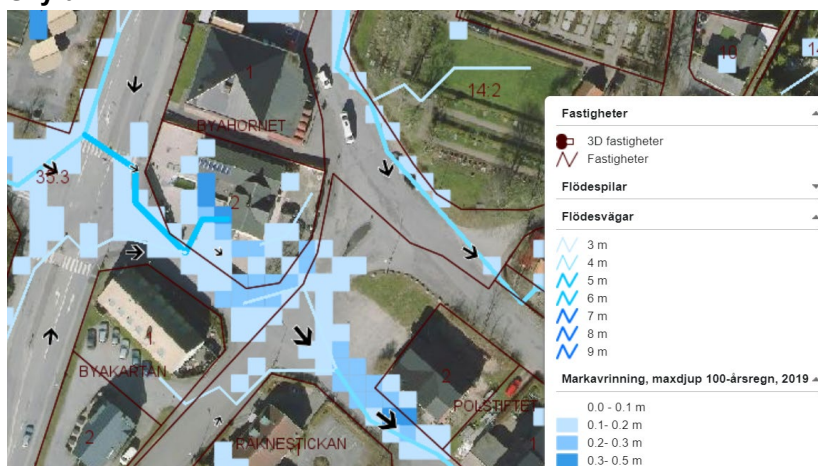 1
14:2
BYAHORNET
35:3
2
1
BYAKARTAN
2
2
POLSTIFTET
RÄKNESTICKAN
1
Fastigheter
3D fastigheter
Fastigheter
Flödespilar
Flödesvägar
3 m
4 m
5 m
6 m
7 m
8 m
9 m
Markavrinning, maxdjup 100-årsregn, 2019
0.0 - 0.1 m
0.1- 0.2 m
0.2- 0.3 m
0.3- 0.5 m